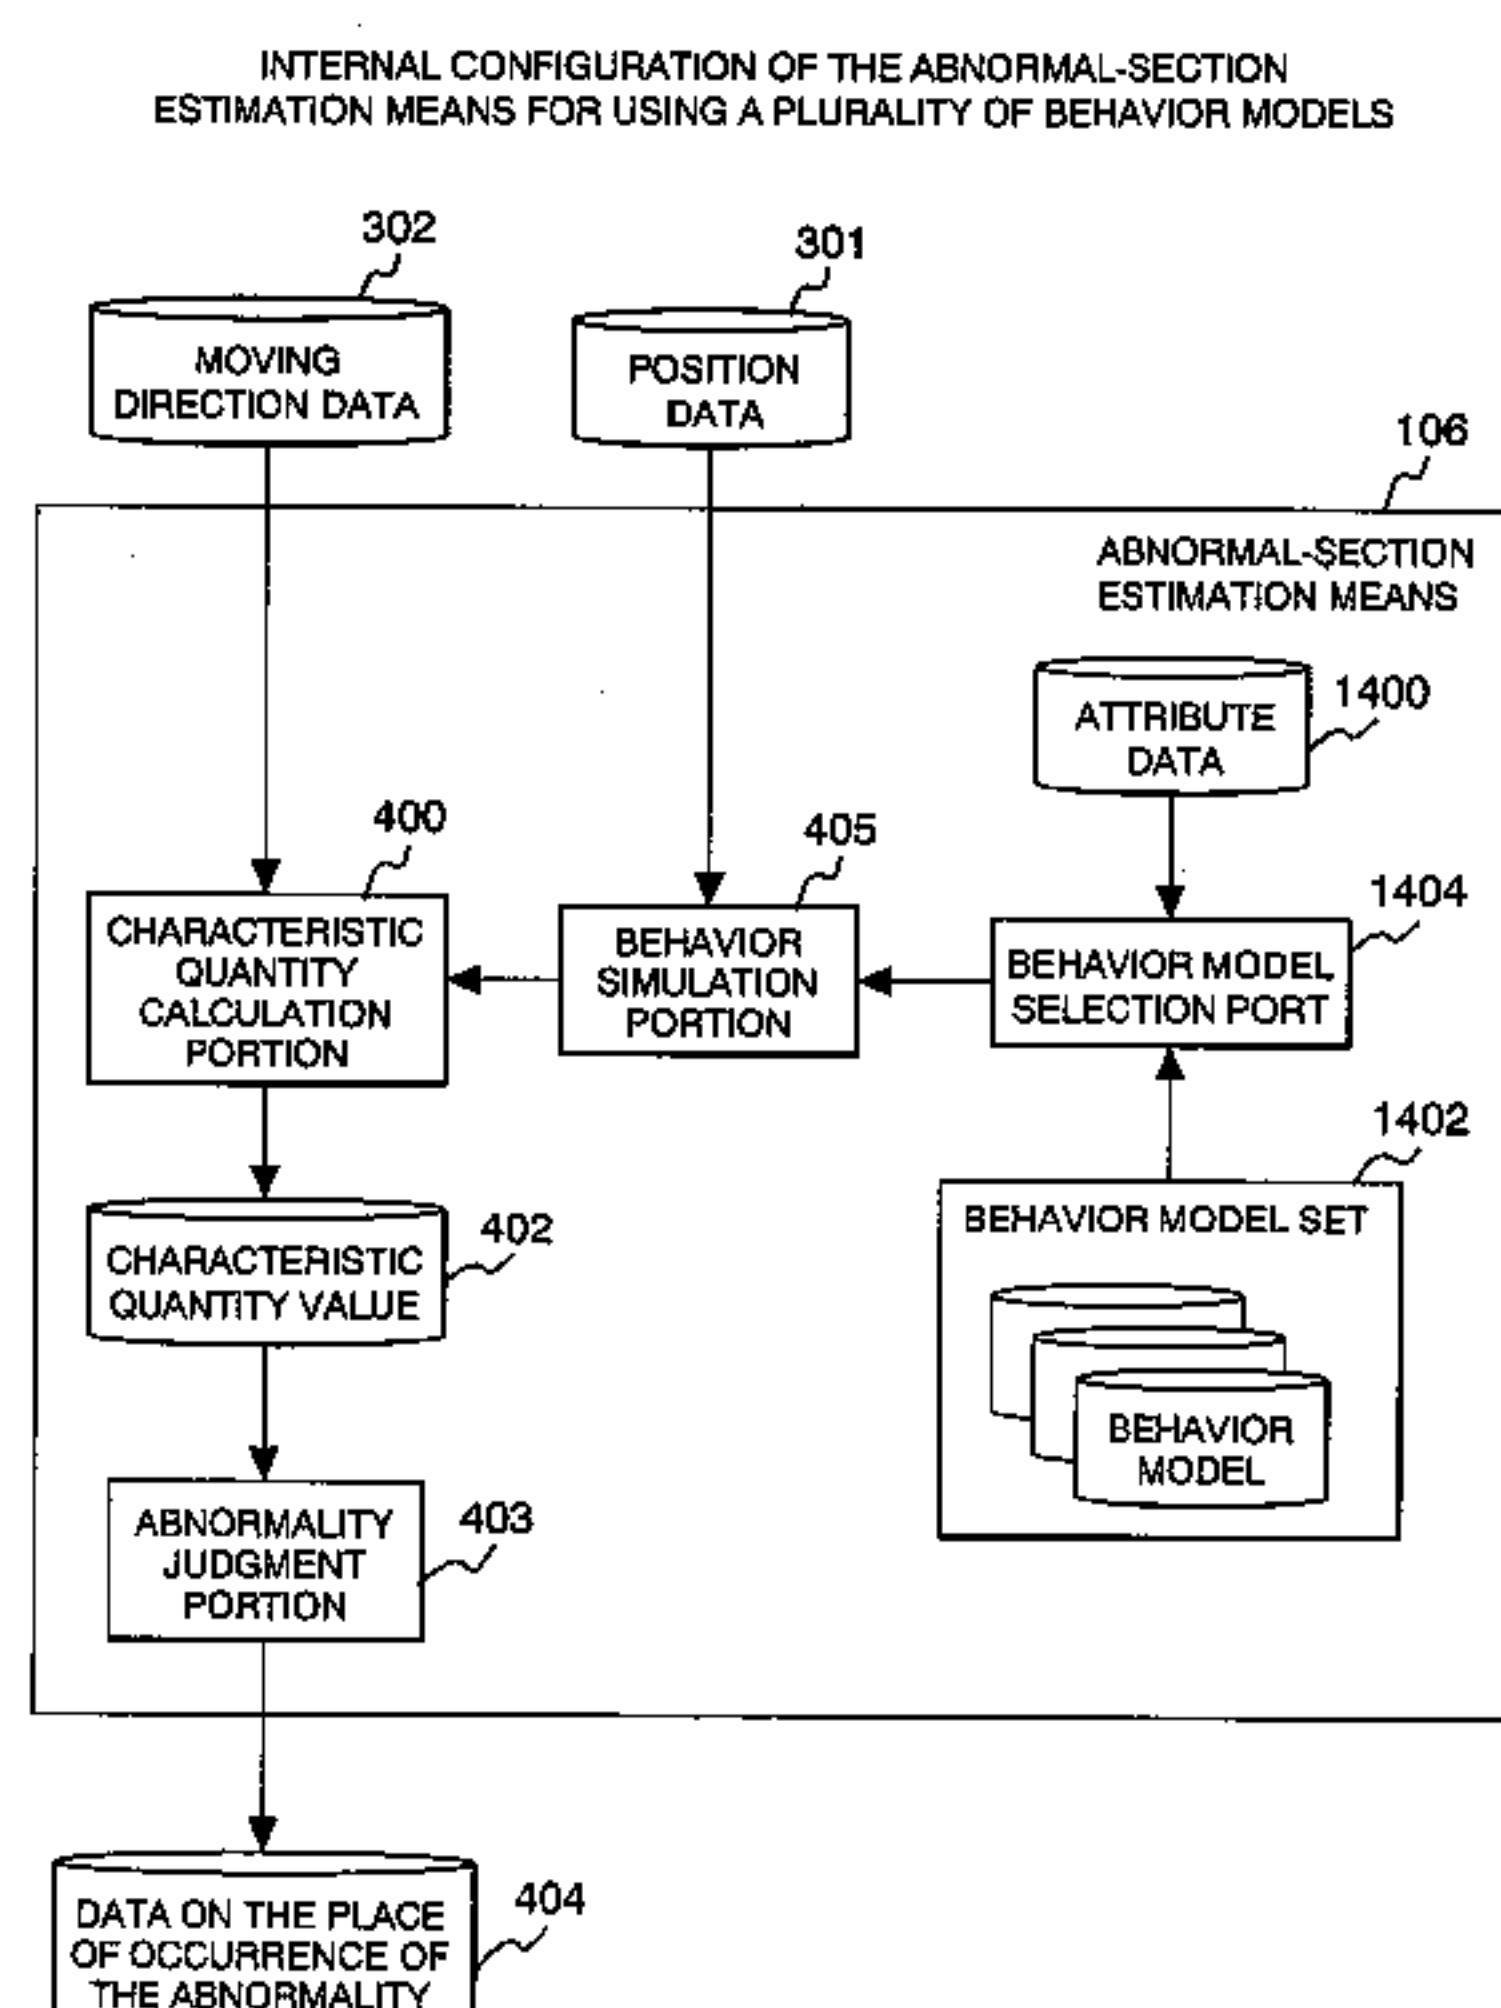 INTERNAL CONFIGURATION OF THE ABNORMAL-SECTION
ESTIMATION MEANS FOR USING A PLURALITY OF BEHAVIOR MODELS
302
301
MOVING
DIRECTION DATA
POSITION
DATA
106
ABNORMAL-SECTION
ESTIMATION MEANS
ATTRIBUTE
DATA
1400
400
405
1404
CHARACTERISTIC
QUANTITY
CALCULATION
PORTION
BEHAVIOR
SIMULATION
PORTION
BEHAVIOR MODEL
SELECTION PORT
1402
BEHAVIOR MODEL SET
CHARACTERISTIC
QUANTITY VALUE
402
BEHAVIOR
MODEL
ABNORMALITY
JUDGMENT
PORTION
403
DATA ON THE PLACE
OF OCCURRENCE OF
THE ABNORMALITY
404